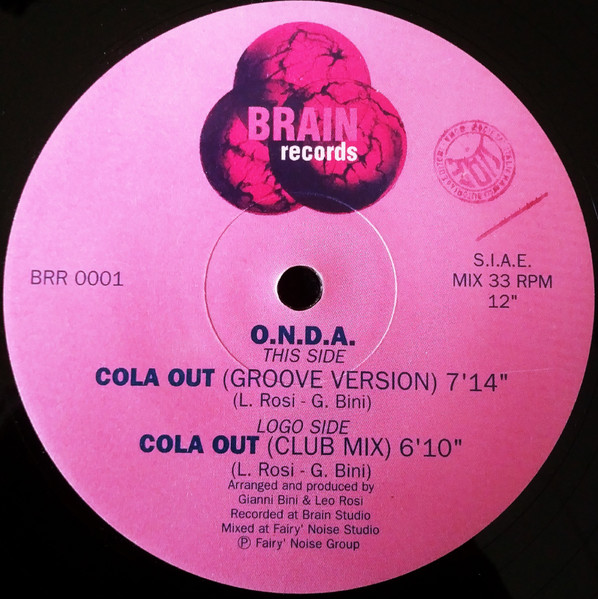 BRAIN
records
BRR 0001
S.I.A.E.
MIX 33 RPM
12"
O.N.D.A.
THIS SIDE
COLA OUT (GROOVE VERSION) 7'14"
(L. Rosi - G. Bini)
LOGO SIDE
COLA OUT (CLUB MIX) 6'10"
(L. Rosi - G. Bini)
Arranged and produced by
Gianni Bini & Leo Rosi
Recorded at Brain Studio
Mixed at Fairy' Noise Studio
℗ Fairy' Noise Group